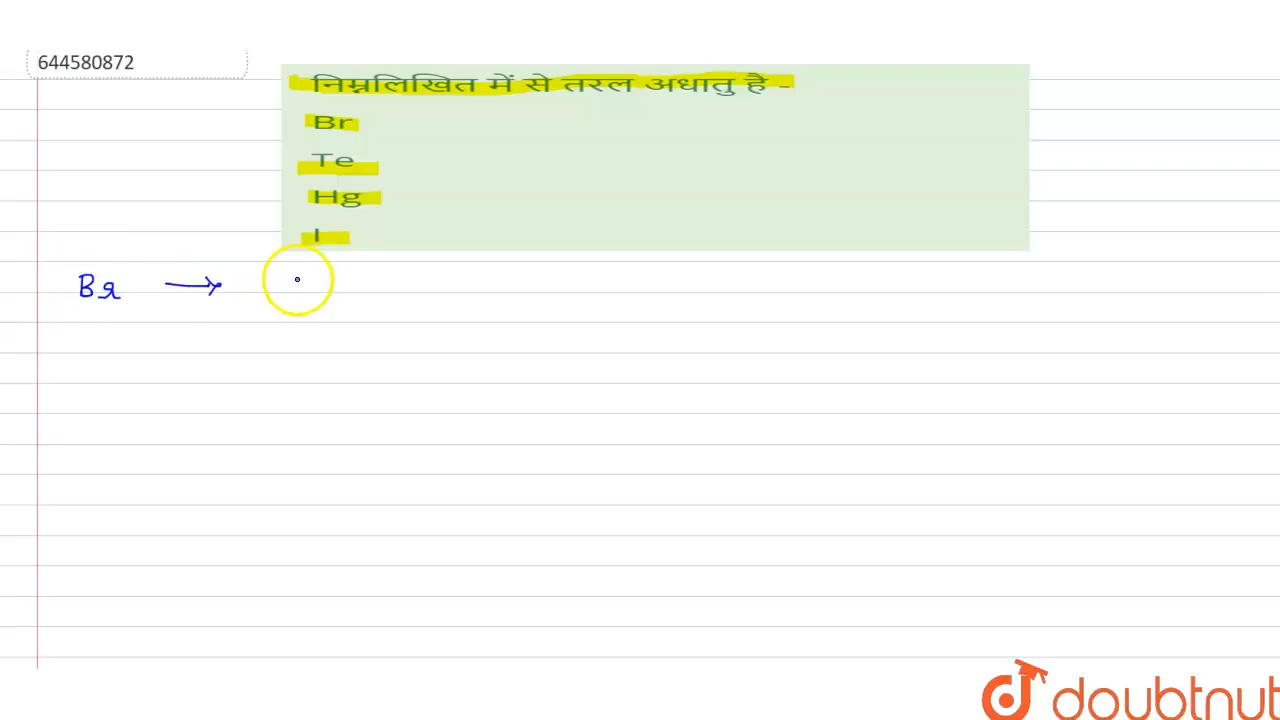 644580872
निम्नलिखित में से तरल अधातु है -
Br
Te
Hg
I
Br →
doubtnut